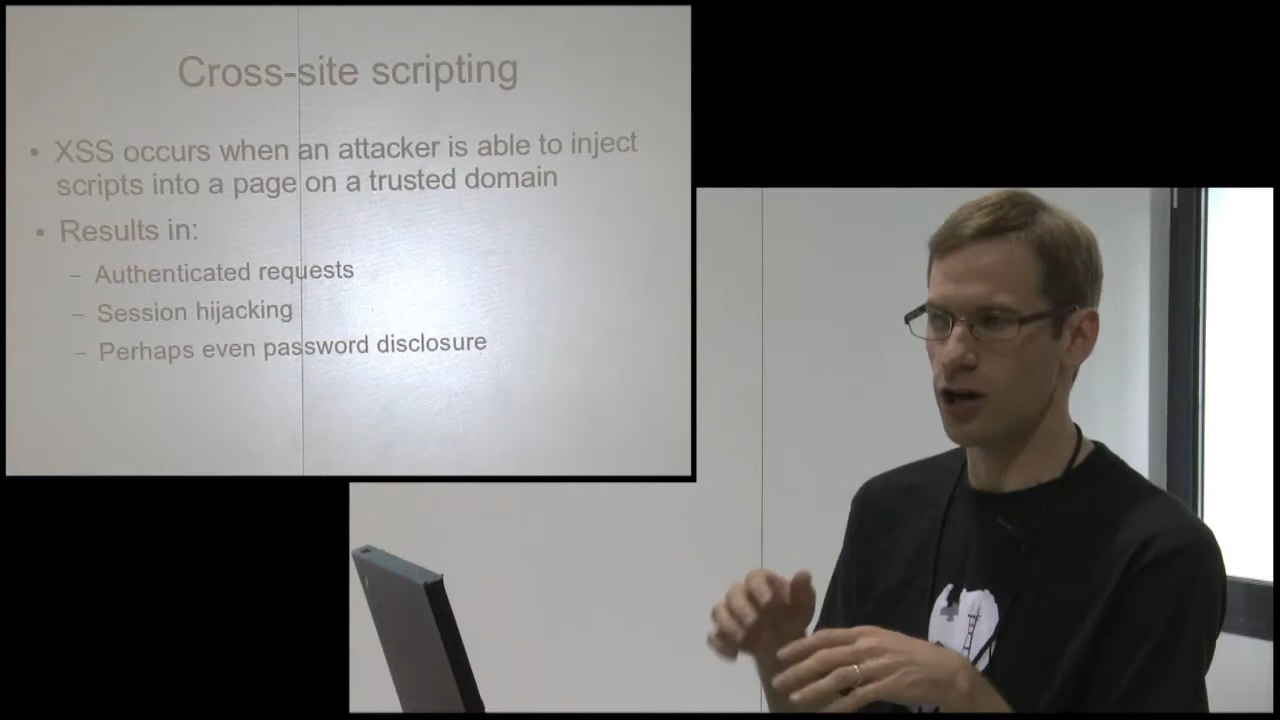 Cross-site scripting
• XSS occurs when an attacker is able to inject
scripts into a page on a trusted domain
• Results in:
– Authenticated requests
– Session hijacking
– Perhaps even password disclosure